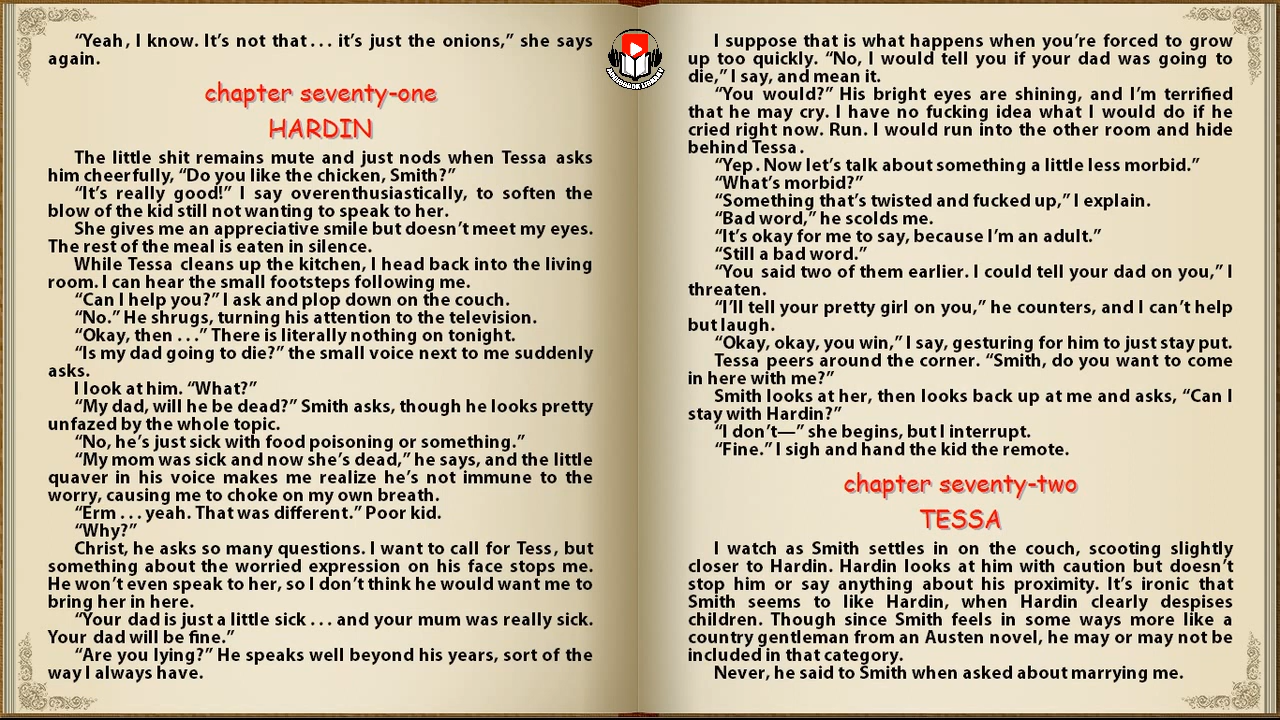 “Yeah, I know. It’s not that . . . it’s just the onions,” she says
again.
chapter seventy-one
HARDIN
The little shit remains mute and just nods when Tessa asks
him cheerfully, “Do you like the chicken, Smith?”
“It’s really good!” I say overenthusiastically, to soften the
blow of the kid still not wanting to speak to her.
She gives me an appreciative smile but doesn’t meet my eyes.
The rest of the meal is eaten in silence.
While Tessa cleans up the kitchen, I head back into the living
room. I can hear the small footsteps following me.
“Can I help you?” I ask and plop down on the couch.
“No.” He shrugs, turning his attention to the television.
“Okay, then . . .” There is literally nothing on tonight.
“Is my dad going to die?” the small voice next to me suddenly
asks.
I look at him. “What?”
“My dad, will he be dead?” Smith asks, though he looks pretty
unfazed by the whole topic.
“No, he’s just sick with food poisoning or something.”
“My mom was sick and now she’s dead,” he says, and the little
quaver in his voice makes me realize he’s not immune to the
worry, causing me to choke on my own breath.
“Erm . . . yeah. That was different.” Poor kid.
“Why?”
Christ, he asks so many questions. I want to call for Tess, but
something about the worried expression on his face stops me.
He won’t even speak to her, so I don’t think he would want me to
bring her in here.
“Your dad is just a little sick . . . and your mum was really sick.
Your dad will be fine.”
“Are you lying?” He speaks well beyond his years, sort of the
way I always have.
AUDIOBOOK LIBRARY
I suppose that is what happens when you’re forced to grow
up too quickly. “No, I would tell you if your dad was going to
die,” I say, and mean it.
“You would?” His bright eyes are shining, and I’m terrified
that he may cry. I have no fucking idea what I would do if he
cried right now. Run. I would run into the other room and hide
behind Tessa.
“Yep. Now let’s talk about something a little less morbid.”
“What’s morbid?”
“Something that’s twisted and fucked up,” I explain.
“Bad word,” he scolds me.
“It’s okay for me to say, because I’m an adult.”
“Still a bad word.”
“You said two of them earlier. I could tell your dad on you,” I
threaten.
“I’ll tell your pretty girl on you,” he counters, and I can’t help
but laugh.
“Okay, okay, you win,” I say, gesturing for him to just stay put.
Tessa peers around the corner. “Smith, do you want to come
in here with me?”
Smith looks at her, then looks back up at me and asks, “Can I
stay with Hardin?”
“I don’t—” she begins, but I interrupt.
“Fine.” I sigh and hand the kid the remote.
chapter seventy-two
TESSA
I watch as Smith settles in on the couch, scooting slightly
closer to Hardin. Hardin looks at him with caution but doesn’t
stop him or say anything about his proximity. It’s ironic that
Smith seems to like Hardin, when Hardin clearly despises
children. Though since Smith feels in some ways more like a
country gentleman from an Austen novel, he may or may not be
included in that category.
Never, he said to Smith when asked about marrying me.